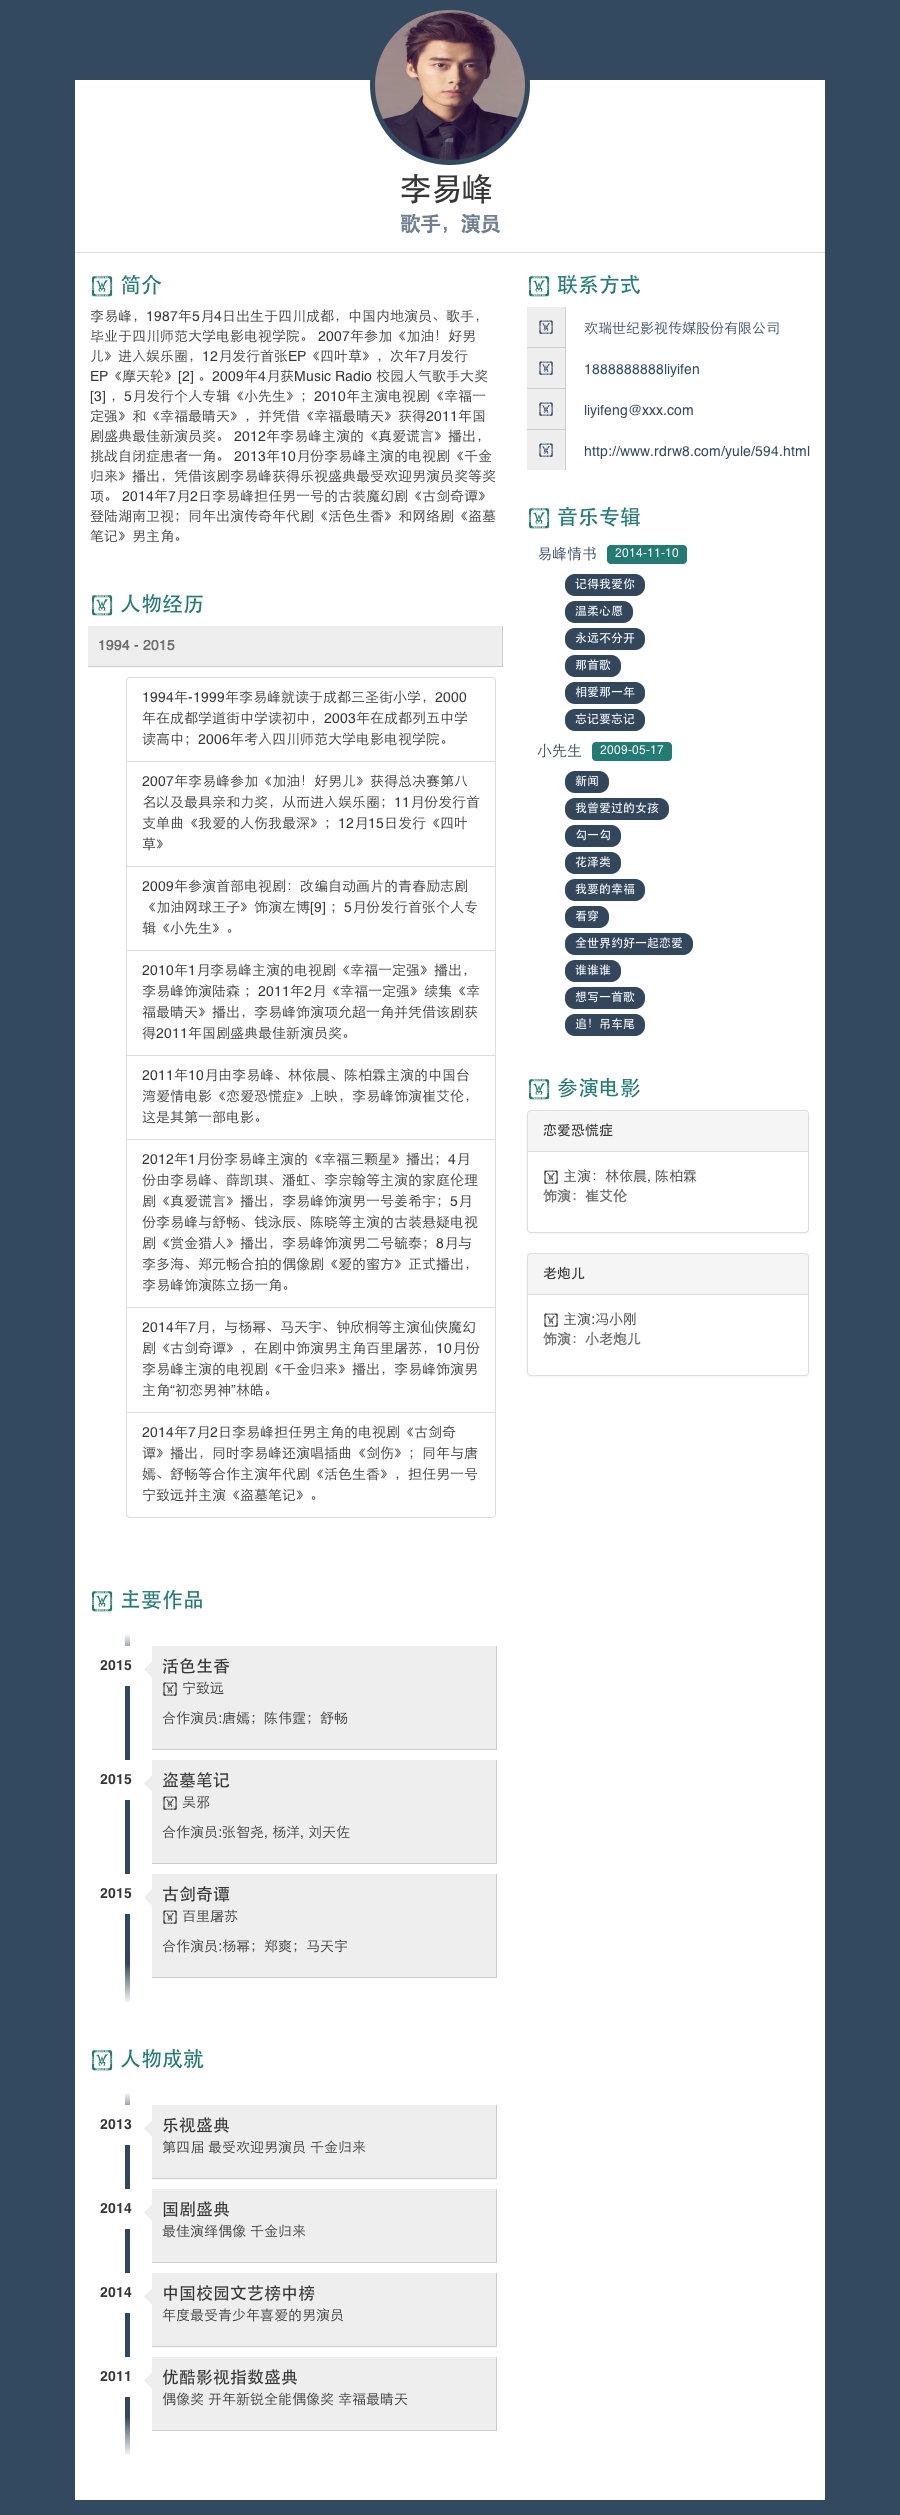 李易峰
歌手，演员
简介
李易峰，1987年5月4日出生于四川成都，中国内地演员、歌手，
毕业于四川师范大学电影电视学院。 2007年参加《加油！好男
儿》进入娱乐圈，12月发行首张EP《四叶草》，次年7月发行
EP《摩天轮》[2] 。2009年4月获Music Radio 校园人气歌手大奖
[3] ，5月发行个人专辑《小先生》；2010年主演电视剧《幸福一
定强》和《幸福最晴天》，并凭借《幸福最晴天》获得2011年国
剧盛典最佳新演员奖。 2012年李易峰主演的《真爱谎言》播出，
挑战自闭症患者一角。 2013年10月份李易峰主演的电视剧《千金
归来》播出，凭借该剧李易峰获得乐视盛典最受欢迎男演员奖等奖
项。 2014年7月2日李易峰担任男一号的古装魔幻剧《古剑奇谭》
登陆湖南卫视；同年出演传奇年代剧《活色生香》和网络剧《盗墓
笔记》男主角。
人物经历
1994 - 2015
1994年-1999年李易峰就读于成都三圣街小学，2000
年在成都学道街中学读初中，2003年在成都列五中学
读高中；2006年考入四川师范大学电影电视学院。
2007年李易峰参加《加油！好男儿》获得总决赛第八
名以及最具亲和力奖，从而进入娱乐圈；11月份发行首
支单曲《我爱的人伤我最深》；12月15日发行《四叶
草》
2009年参演首部电视剧：改编自动画片的青春励志剧
《加油网球王子》饰演左博[9] ；5月份发行首张个人专
辑《小先生》。
2010年1月李易峰主演的电视剧《幸福一定强》播出，
李易峰饰演陆森 ；2011年2月《幸福一定强》续集《幸
福最晴天》播出，李易峰饰演项允超一角并凭借该剧获
得2011年国剧盛典最佳新演员奖。
2011年10月由李易峰、林依晨、陈柏霖主演的中国台
湾爱情电影《恋爱恐慌症》上映，李易峰饰演崔艾伦，
这是其第一部电影。
2012年1月份李易峰主演的《幸福三颗星》播出；4月
份由李易峰、薛凯琪、潘虹、李宗翰等主演的家庭伦理
剧《真爱谎言》播出，李易峰饰演男一号姜希宇；5月
份李易峰与舒畅、钱泳辰、陈晓等主演的古装悬疑电视
剧《赏金猎人》播出，李易峰饰演男二号毓泰；8月与
李多海、郑元畅合拍的偶像剧《爱的蜜方》正式播出，
李易峰饰演陈立扬一角。
2014年7月，与杨幂、马天宇、钟欣桐等主演仙侠魔幻
剧《古剑奇谭》，在剧中饰演男主角百里屠苏，10月份
李易峰主演的电视剧《千金归来》播出，李易峰饰演男
主角“初恋男神”林皓。
2014年7月2日李易峰担任男主角的电视剧《古剑奇
谭》播出，同时李易峰还演唱插曲《剑伤》；同年与唐
嫣、舒畅等合作主演年代剧《活色生香》，担任男一号
宁致远并主演《盗墓笔记》。
主要作品
2015
活色生香
宁致远
合作演员:唐嫣；陈伟霆；舒畅
2015
盗墓笔记
吴邪
合作演员:张智尧, 杨洋, 刘天佐
2015
古剑奇谭
百里屠苏
合作演员:杨幂；郑爽；马天宇
人物成就
2013
乐视盛典
第四届 最受欢迎男演员 千金归来
2014
国剧盛典
最佳演绎偶像 千金归来
2014
中国校园文艺榜中榜
年度最受青少年喜爱的男演员
2011
优酷影视指数盛典
偶像奖 开年新锐全能偶像奖 幸福最晴天
联系方式
欢瑞世纪影视传媒股份有限公司
1888888888liyifen
liyifeng@xxx.com
http://www.rdrw8.com/yule/594.html
音乐专辑
易峰情书 2014-11-10
记得我爱你
温柔心愿
永远不分开
那首歌
相爱那一年
忘记要忘记
小先生 2009-05-17
新闻
我曾爱过的女孩
勾一勾
花泽类
我要的幸福
看穿
全世界约好一起恋爱
谁谁谁
想写一首歌
追！吊车尾
参演电影
恋爱恐慌症
主演：林依晨, 陈柏霖
饰演：崔艾伦
老炮儿
主演:冯小刚
饰演：小老炮儿